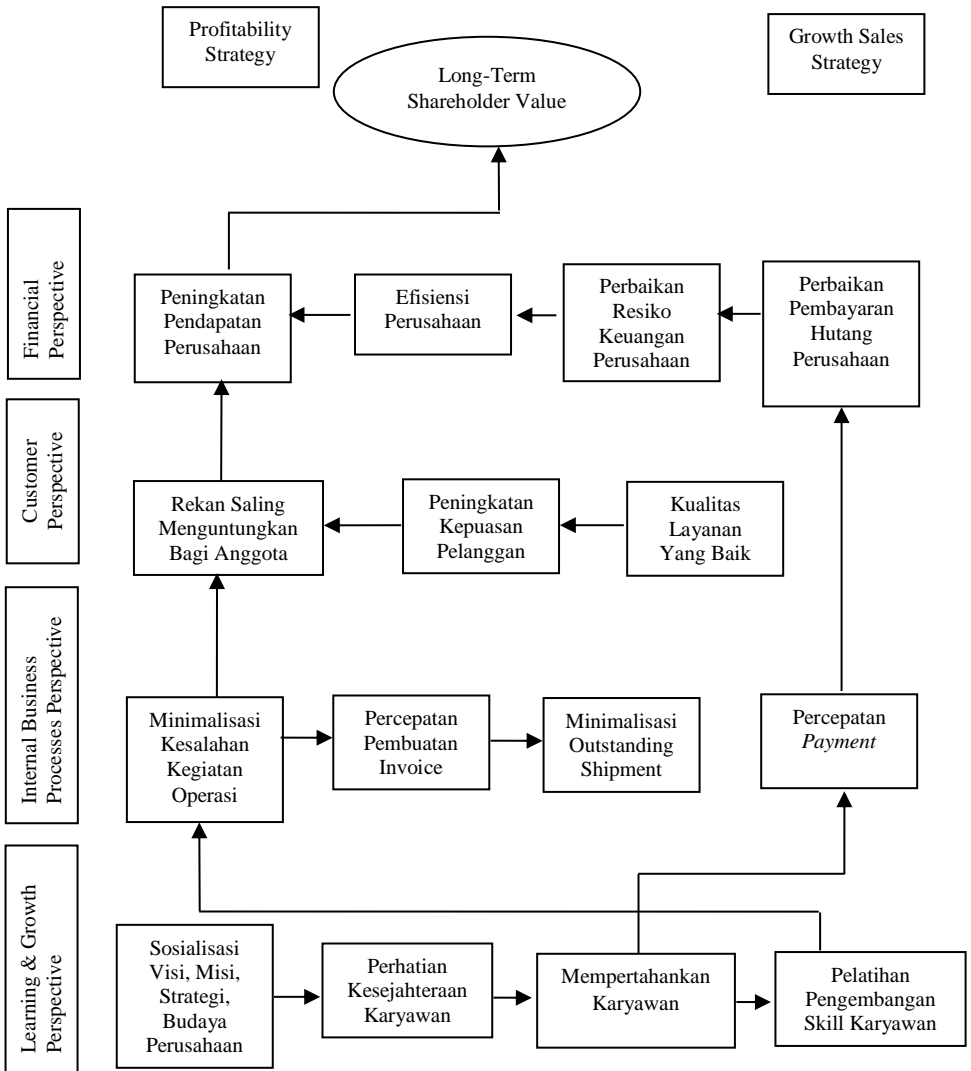 Profitability
Strategy
Growth Sales
Strategy
Long-Term
Shareholder Value
Financial
Perspective
Peningkatan
Pendapatan
Perusahaan
Efisiensi
Perusahaan
Perbaikan
Resiko
Keuangan
Perusahaan
Perbaikan
Pembayaran
Hutang
Perusahaan
Customer
Perspective
Rekan Saling
Menguntungkan
Bagi Anggota
Peningkatan
Kepuasan
Pelanggan
Kualitas
Layanan
Yang Baik
Internal Business
Processes Perspective
Minimalisasi
Kesalahan
Kegiatan
Operasi
Percepatan
Pembuatan
Invoice
Minimalisasi
Outstanding
Shipment
Percepatan
Payment
Learning & Growth
Perspective
Sosialisasi
Visi, Misi,
Strategi,
Budaya
Perusahaan
Perhatian
Kesejahteraan
Karyawan
Mempertahankan
Karyawan
Pelatihan
Pengembangan
Skill Karyawan